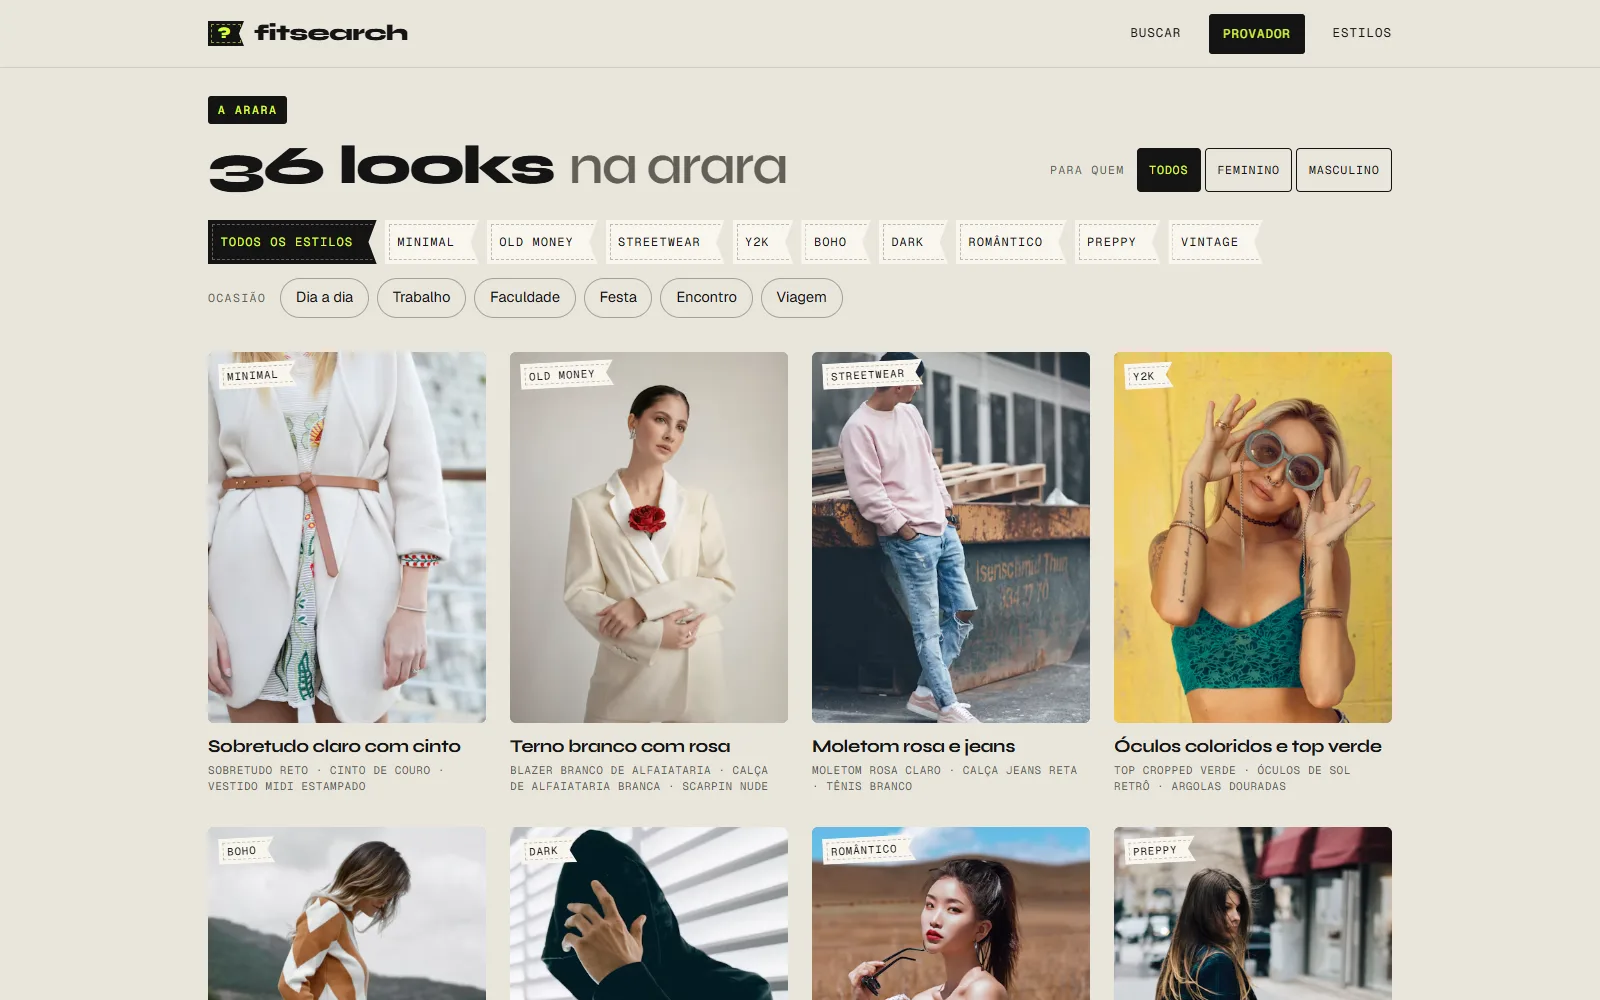 ? fitsearch
BUSCAR
PROVADOR
ESTILOS
A ARARA
36 looks na arara
PARA QUEM
TODOS
FEMININO
MASCULINO
TODOS OS ESTILOS
MINIMAL
OLD MONEY
STREETWEAR
Y2K
BOHO
DARK
ROMÂNTICO
PREPPY
VINTAGE
OCASIÃO
Dia a dia
Trabalho
Faculdade
Festa
Encontro
Viagem
MINIMAL
Sobretudo claro com cinto
SOBRETUDO RETO · CINTO DE COURO ·
VESTIDO MIDI ESTAMPADO
OLD MONEY
Terno branco com rosa
BLAZER BRANCO DE ALFAIATARIA · CALÇA
DE ALFAIATARIA BRANCA · SCARPIN NUDE
STREETWEAR
Moletom rosa e jeans
MOLETOM ROSA CLARO · CALÇA JEANS RETA
· TÊNIS BRANCO
Y2K
Óculos coloridos e top verde
TOP CROPPED VERDE · ÓCULOS DE SOL
RETRÔ · ARGOLAS DOURADAS
BOHO
DARK
ROMÂNTICO
PREPPY